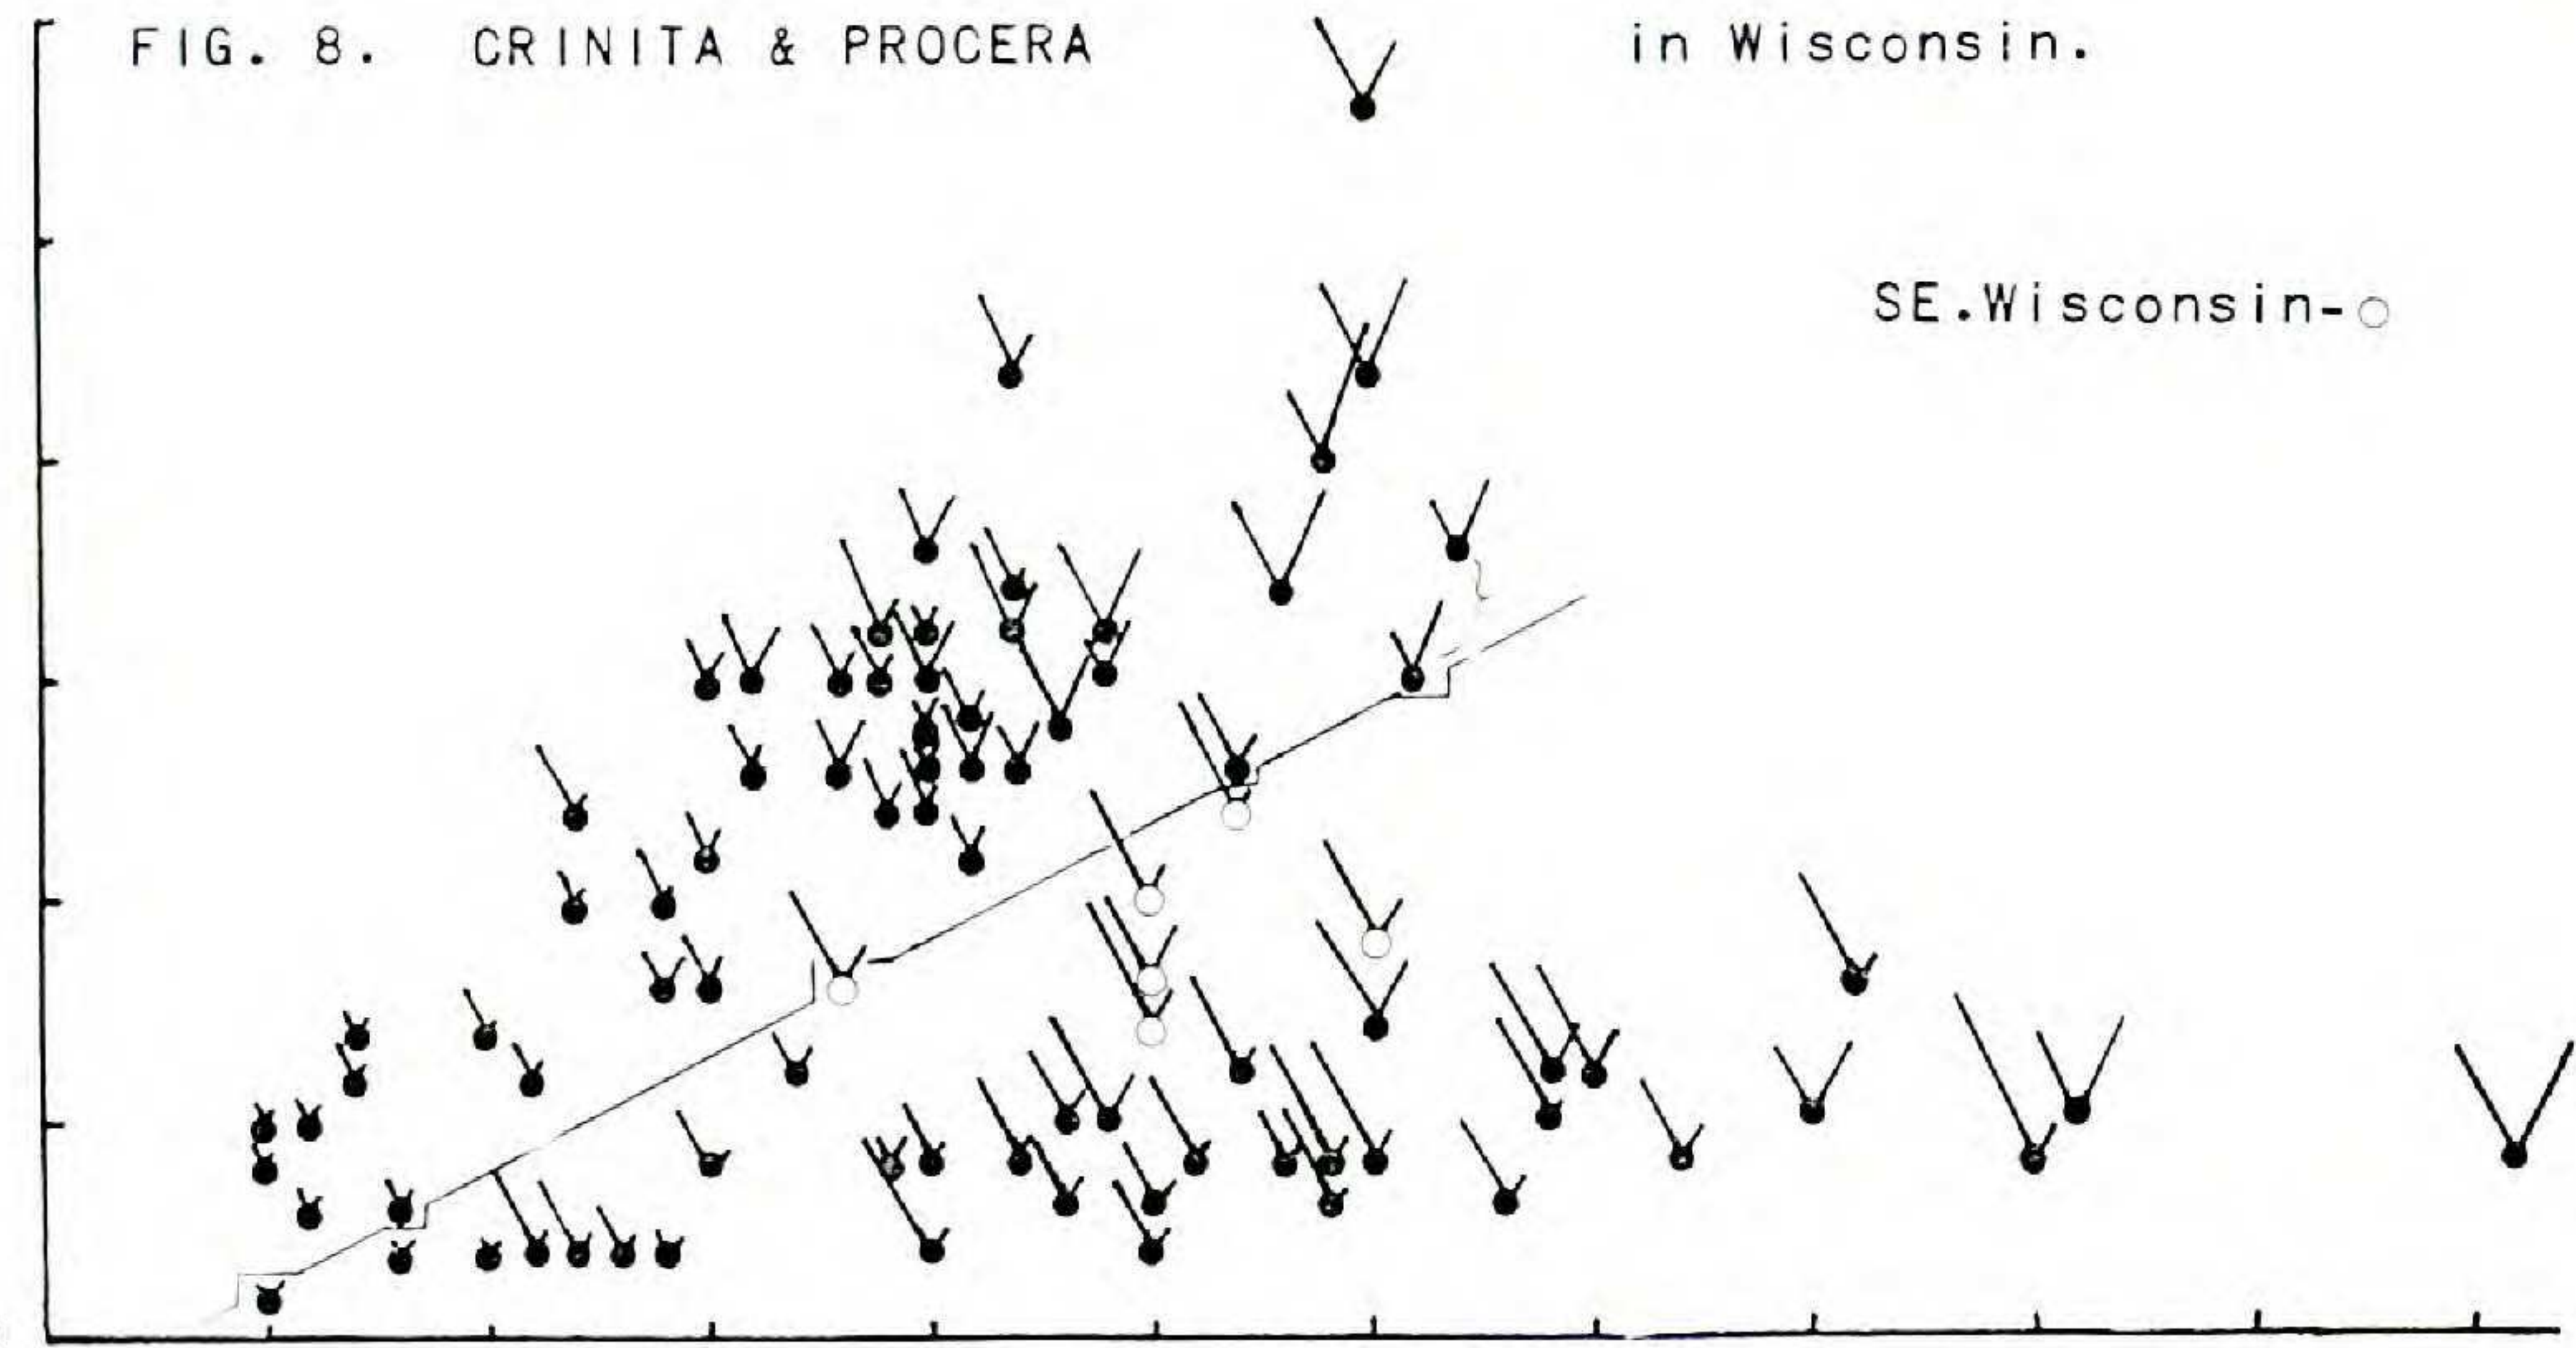 FIG. 8. CRINITA & PROCERA in Wisconsin.
SE.Wisconsin-○